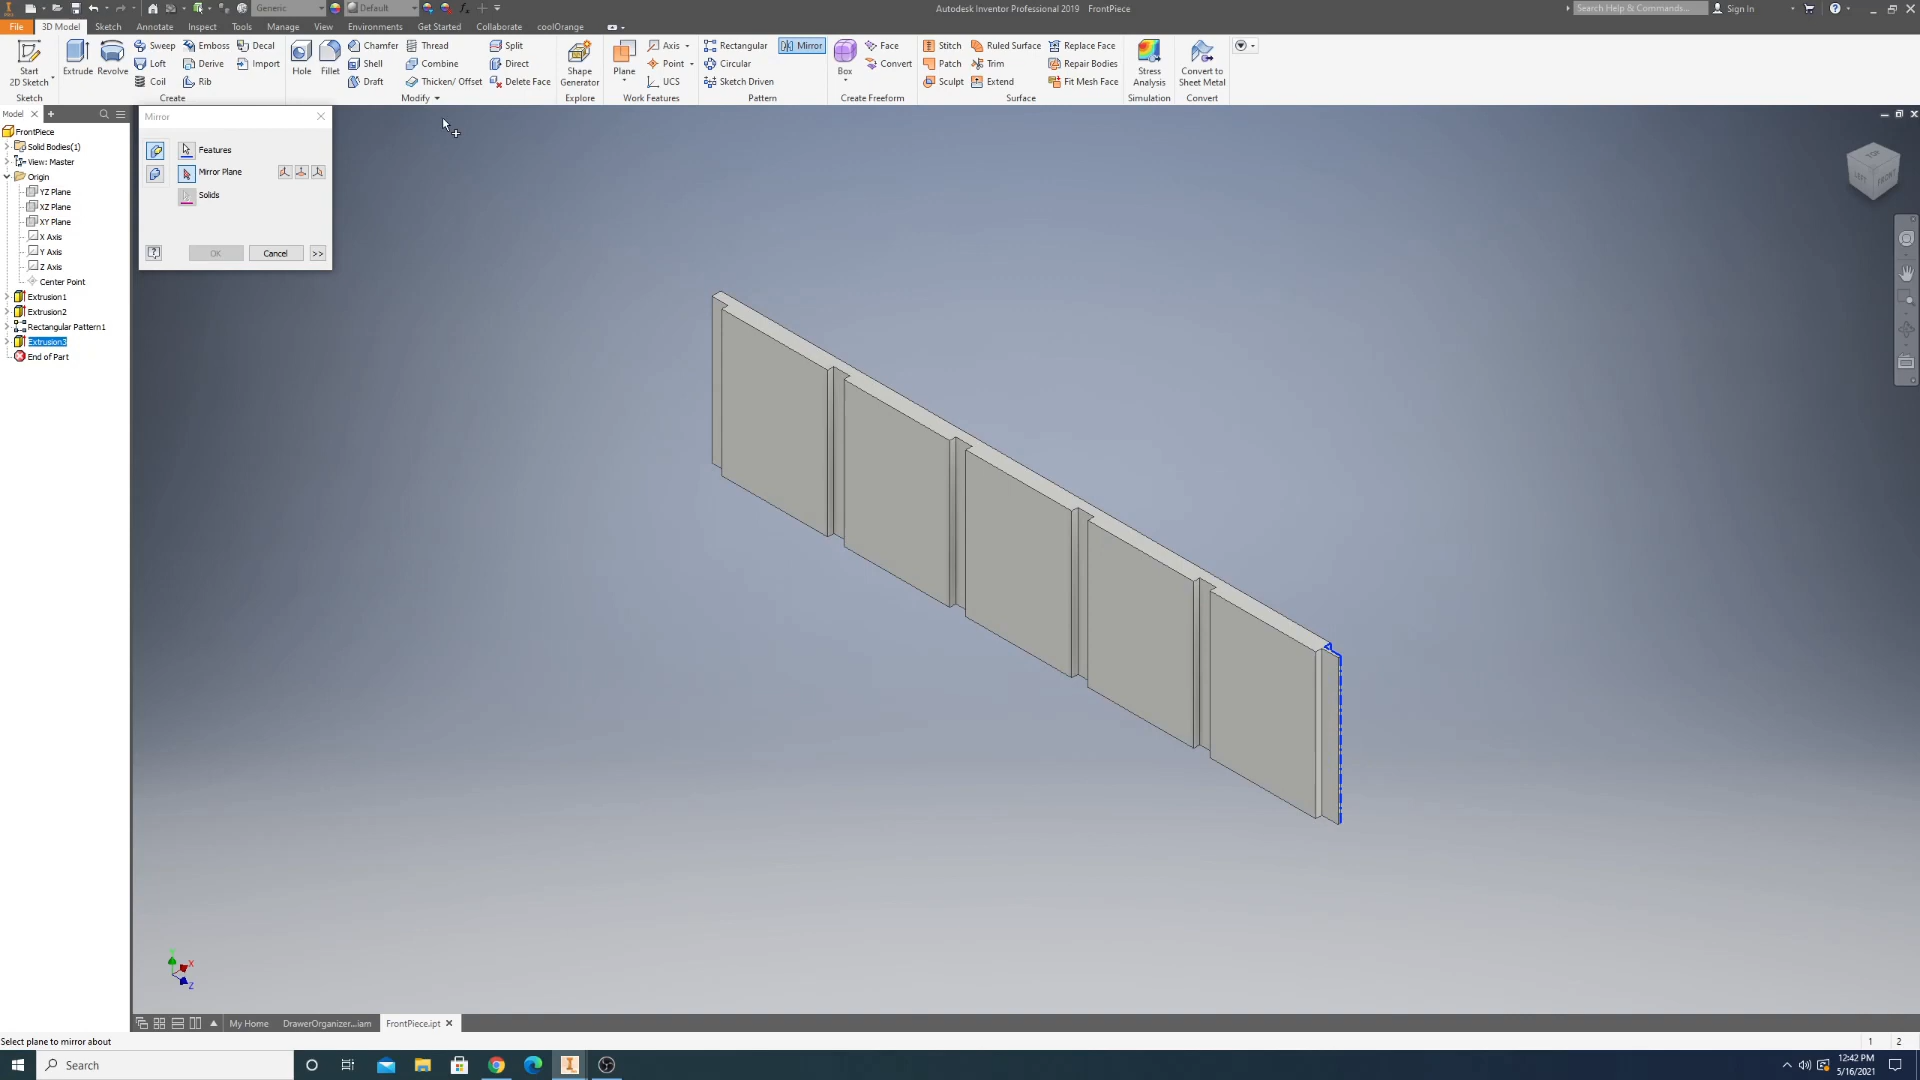 Generic
Default
Autodesk Inventor Professional 2019 FrontPiece
Search Help & Commands...
Sign In
File 3D Model Sketch Annotate Inspect Tools Manage View Environments Get Started Collaborate coolOrange
Start
2D Sketch
Sketch
Extrude
Revolve
Sweep
Loft
Coil
Emboss
Derive
Rib
Decal
Import
Create
Hole
Fillet
Chamfer
Shell
Draft
Thread
Combine
Thicken/ Offset
Split
Direct
Delete Face
Modify
Shape
Generator
Explore
Plane
Axis
Point
UCS
Work Features
Rectangular
Circular
Sketch Driven
Mirror
Pattern
Box
Face
Convert
Create Freeform
Stitch
Patch
Sculpt
Ruled Surface
Trim
Extend
Replace Face
Repair Bodies
Fit Mesh Face
Surface
Stress
Analysis
Simulation
Convert to
Sheet Metal
Convert
Model
FrontPiece
Solid Bodies(1)
View: Master
Origin
YZ Plane
XZ Plane
XY Plane
X Axis
Y Axis
Z Axis
Center Point
Extrusion1
Extrusion2
Rectangular Pattern1
Extrusion3
End of Part
Mirror
Features
Mirror Plane
Solids
OK
Cancel
>>
TOP
LEFT
FRONT
X
Z
My Home
DrawerOrganizer...iam
FrontPiece.ipt
Select plane to mirror about
1 2
Search
12:42 PM
5/16/2021